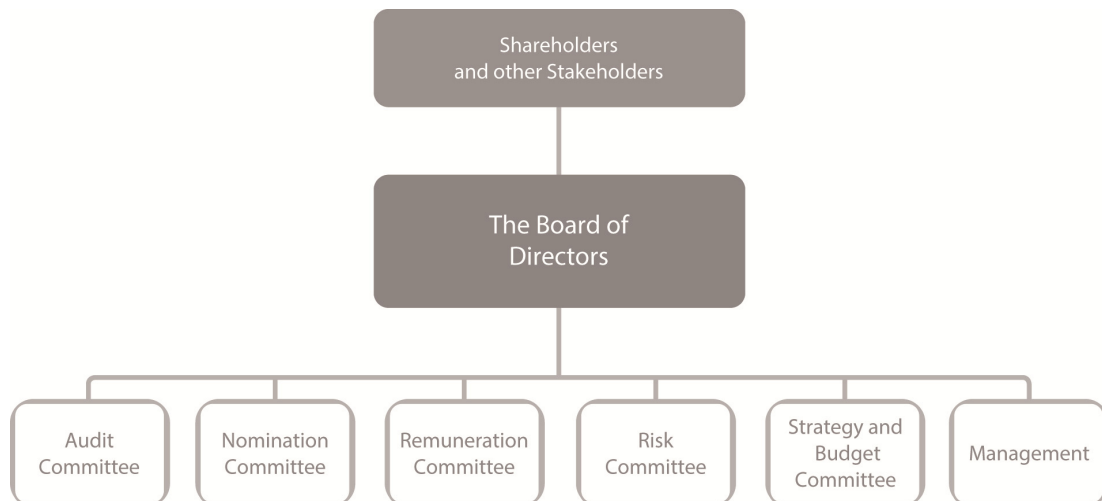 Shareholders
and other Stakeholders
The Board of
Directors
Audit
Committee
Nomination
Committee
Remuneration
Committee
Risk
Committee
Strategy and
Budget
Committee
Management